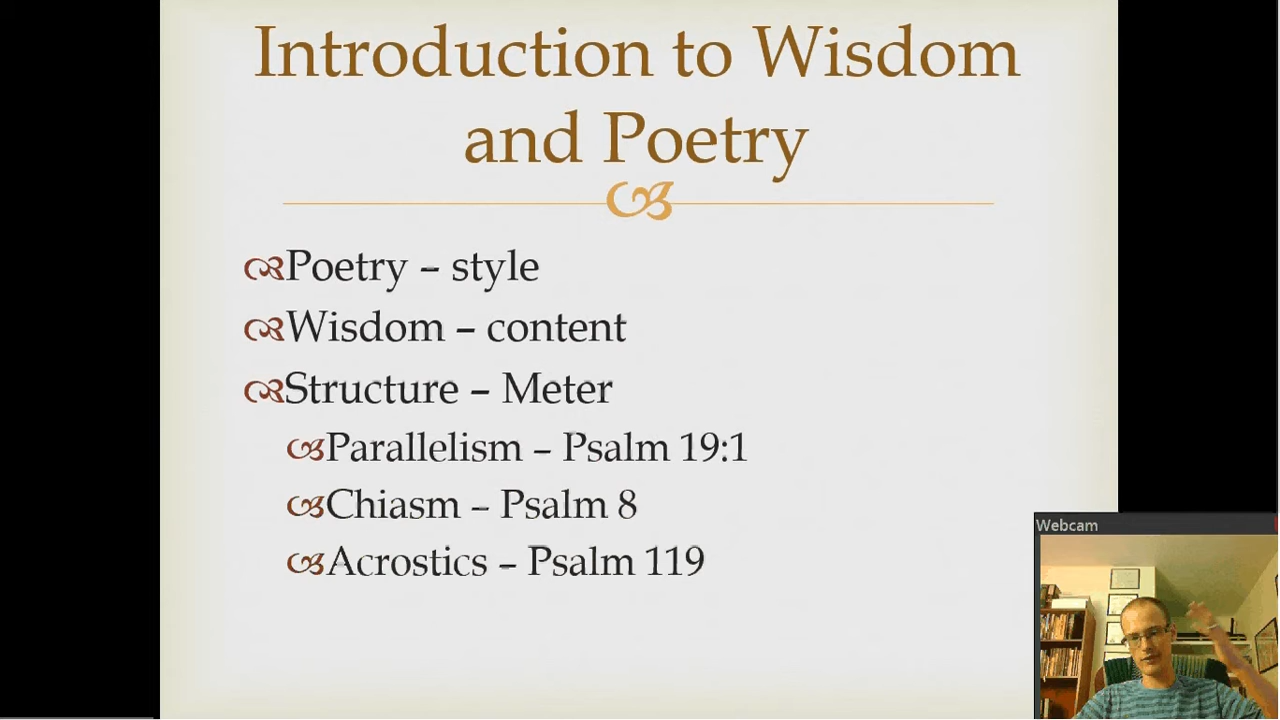 Introduction to Wisdom
and Poetry
Poetry – style
Wisdom – content
Structure – Meter
Parallelism – Psalm 19:1
Chiasm – Psalm 8
Acrostics – Psalm 119
Webcam